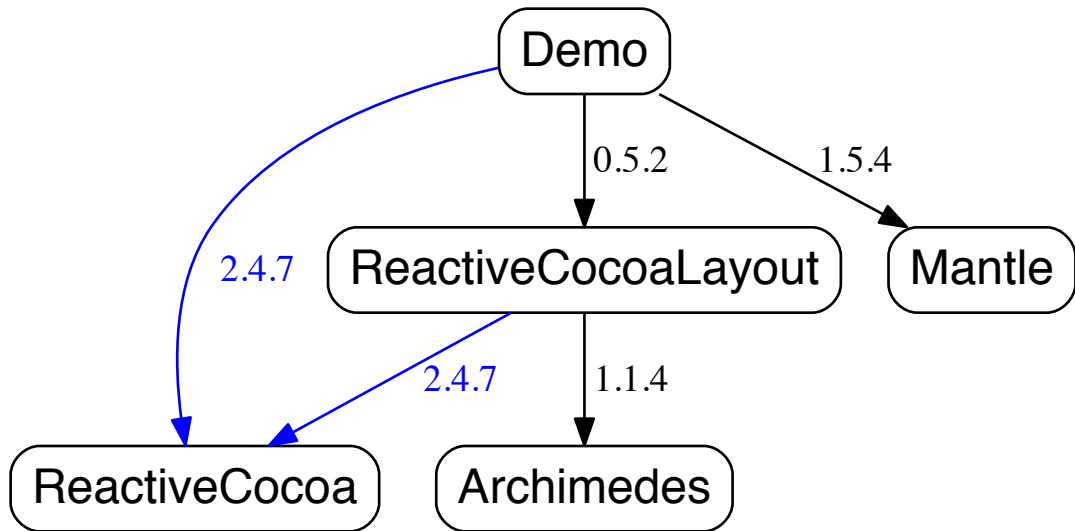 Demo
0.5.2
1.5.4
2.4.7
ReactiveCocoaLayout
Mantle
2.4.7
1.1.4
ReactiveCocoa
Archimedes